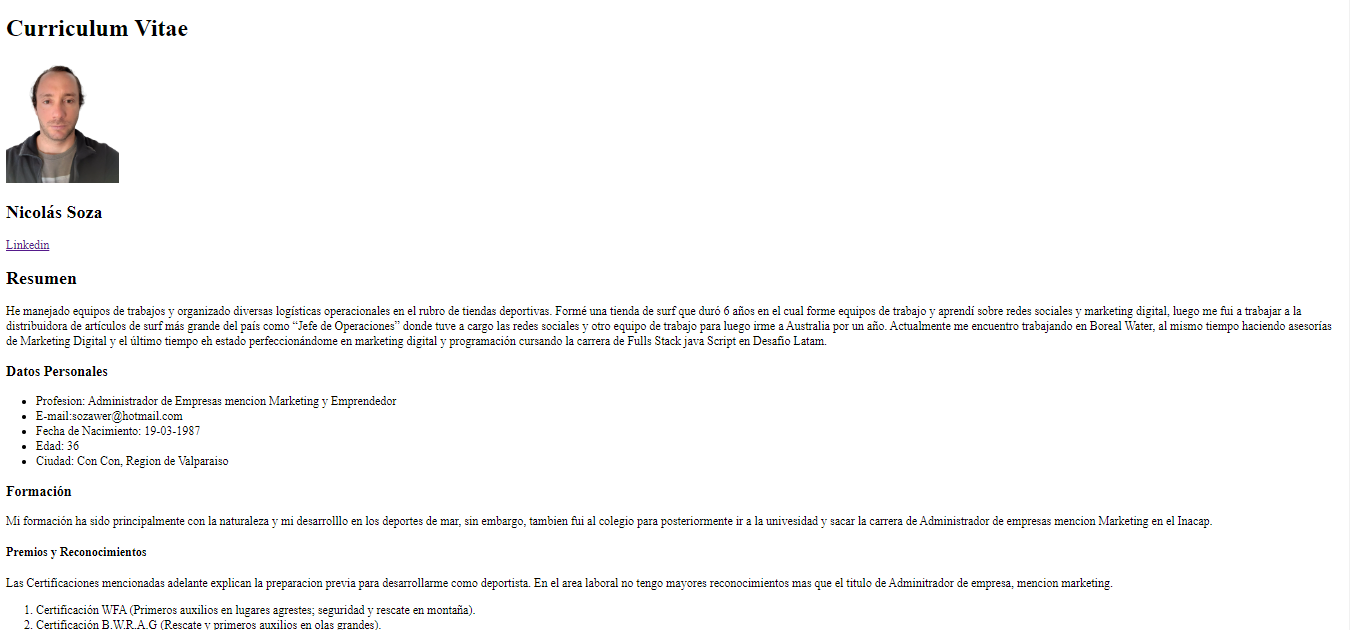 Curriculum Vitae
Nicolás Soza
Linkedin
Resumen
He manejado equipos de trabajos y organizado diversas logísticas operacionales en el rubro de tiendas deportivas. Formé una tienda de surf que duró 6 años en el cual forme equipos de trabajo y aprendí sobre redes sociales y marketing digital, luego me fui a trabajar a la
distribuidora de artículos de surf más grande del país como “Jefe de Operaciones” donde tuve a cargo las redes sociales y otro equipo de trabajo para luego irme a Australia por un año. Actualmente me encuentro trabajando en Boreal Water, al mismo tiempo haciendo asesorías
de Marketing Digital y el último tiempo eh estado perfeccionándome en marketing digital y programación cursando la carrera de Fulls Stack java Script en Desafio Latam.
Datos Personales
• Profesion: Administrador de Empresas mencion Marketing y Emprendedor
• E-mail:sozawer@hotmail.com
• Fecha de Nacimiento: 19-03-1987
• Edad: 36
• Ciudad: Con Con, Region de Valparaiso
Formación
Mi formación ha sido principalmente con la naturaleza y mi desarrolllo en los deportes de mar, sin embargo, tambien fui al colegio para posteriormente ir a la univesidad y sacar la carrera de Administrador de empresas mencion Marketing en el Inacap.
Premios y Reconocimientos
Las Certificaciones mencionadas adelante explican la preparacion previa para desarrollarme como deportista. En el area laboral no tengo mayores reconocimientos mas que el titulo de Adminitrador de empresa, mencion marketing.
1. Certificación WFA (Primeros auxilios en lugares agrestes; seguridad y rescate en montaña).
2. Certificación B.W.R.A.G (Rescate y primeros auxilios en olas grandes).